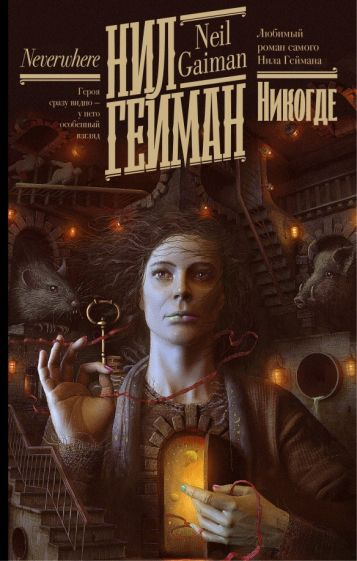 Neverwhere
Героя
сразу видно –
у него
особенный
взгляд
НИЛ
ГЕЙМАН
Neil
Gaiman
Любимый
роман самого
Нила Геймана
Никогде